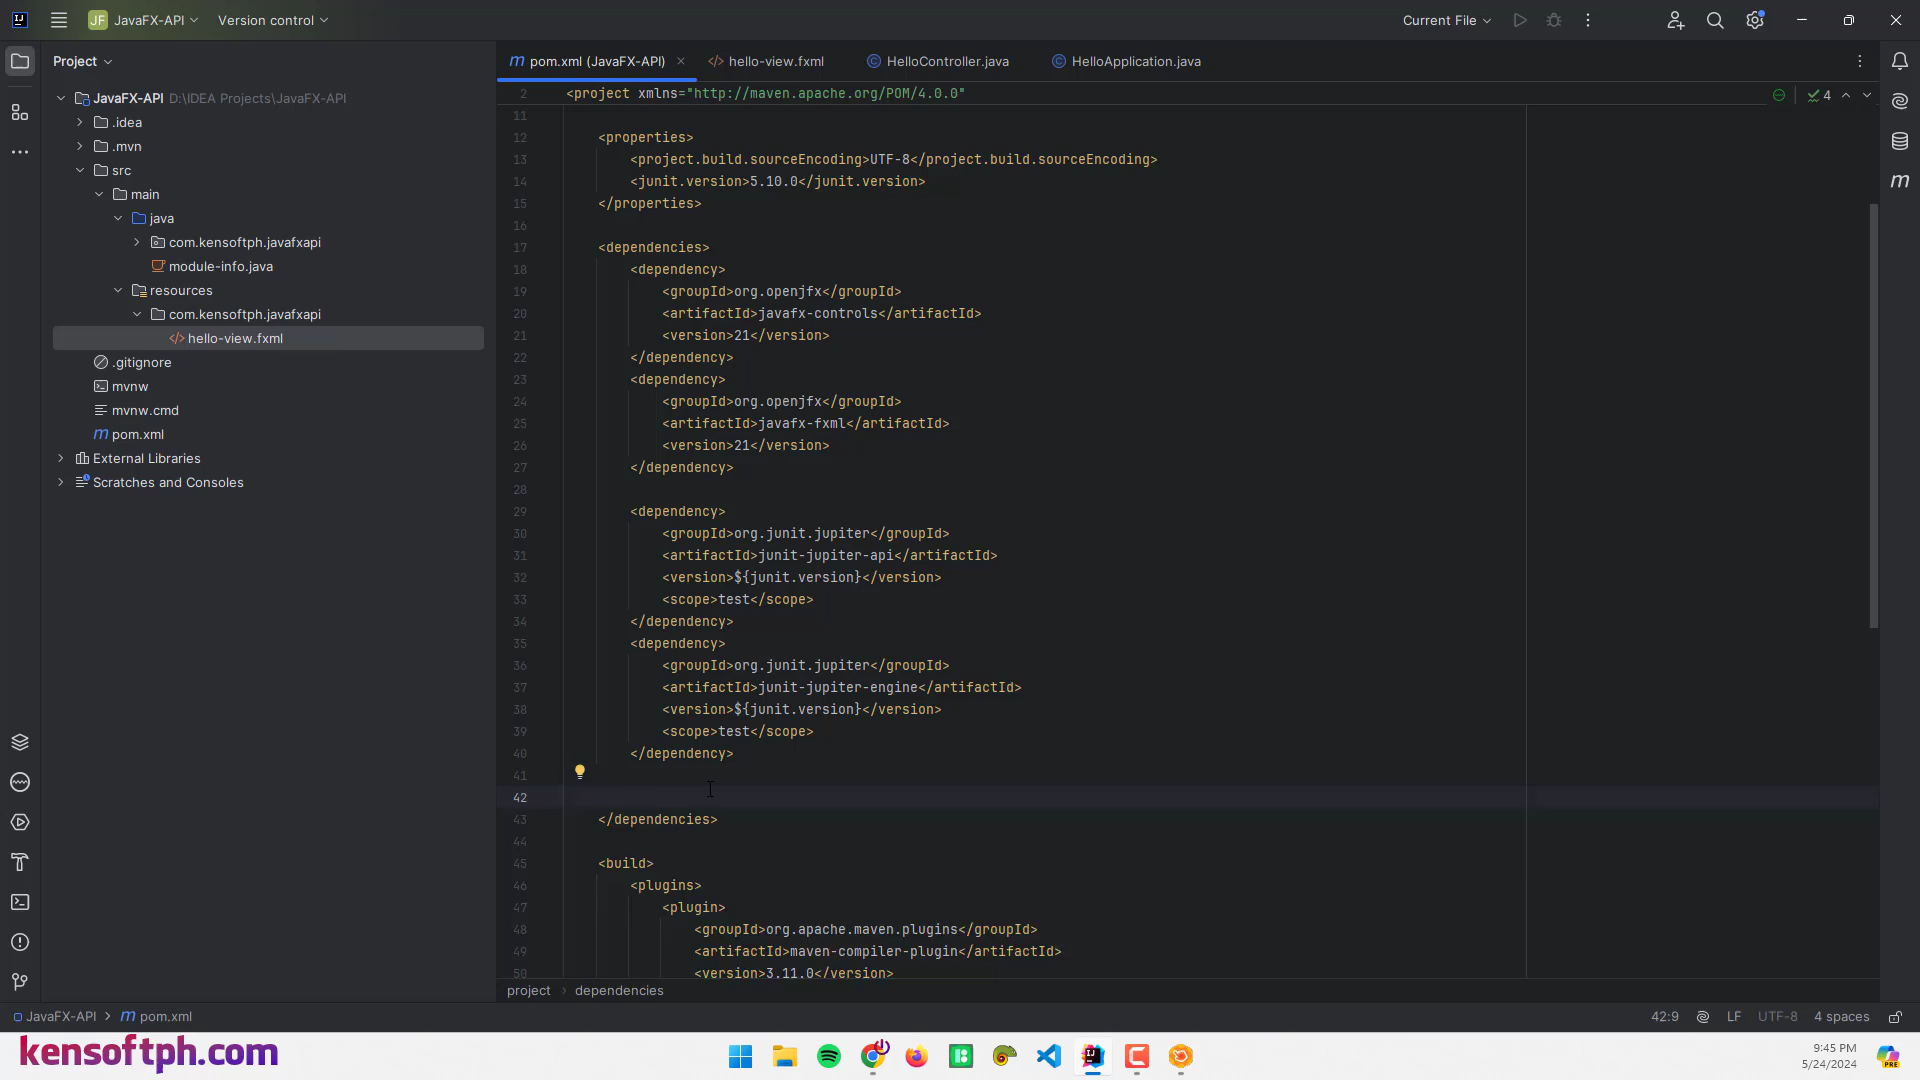 JF JavaFX-API Version control Current File
Project
JavaFX-API D:\IDEA Projects\JavaFX-API
.idea
.mvn
src
main
java
com.kensoftph.javafxapi
module-info.java
resources
com.kensoftph.javafxapi
hello-view.fxml
.gitignore
mvnw
mvnw.cmd
pom.xml
External Libraries
Scratches and Consoles
pom.xml (JavaFX-API) hello-view.fxml HelloController.java HelloApplication.java
2 <project xmlns="http://maven.apache.org/POM/4.0.0" 4
11
12 <properties>
13 <project.build.sourceEncoding>UTF-8</project.build.sourceEncoding>
14 <junit.version>5.10.0</junit.version>
15 </properties>
16
17 <dependencies>
18 <dependency>
19 <groupId>org.openjfx</groupId>
20 <artifactId>javafx-controls</artifactId>
21 <version>21</version>
22 </dependency>
23 <dependency>
24 <groupId>org.openjfx</groupId>
25 <artifactId>javafx-fxml</artifactId>
26 <version>21</version>
27 </dependency>
28
29 <dependency>
30 <groupId>org.junit.jupiter</groupId>
31 <artifactId>junit-jupiter-api</artifactId>
32 <version>${junit.version}</version>
33 <scope>test</scope>
34 </dependency>
35 <dependency>
36 <groupId>org.junit.jupiter</groupId>
37 <artifactId>junit-jupiter-engine</artifactId>
38 <version>${junit.version}</version>
39 <scope>test</scope>
40 </dependency>
41
42
43 </dependencies>
44
45 <build>
46 <plugins>
47 <plugin>
48 <groupId>org.apache.maven.plugins</groupId>
49 <artifactId>maven-compiler-plugin</artifactId>
50 <version>3.11.0</version>
project > dependencies
JavaFX-API > m pom.xml 42:9 LF UTF-8 4 spaces
kensoftph.com
9:45 PM
5/24/2024
PRE